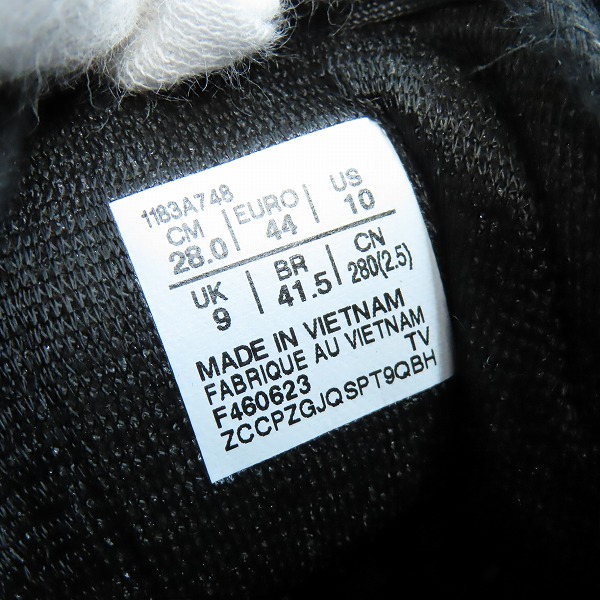 1183A748
CM EURO US
28.0 44 10
UK BR CN
9 41.5 280(2.5)
MADE IN VIETNAM
FABRIQUE AU VIETNAM
F460623 TV
ZCCPZGJQSPT9QBH